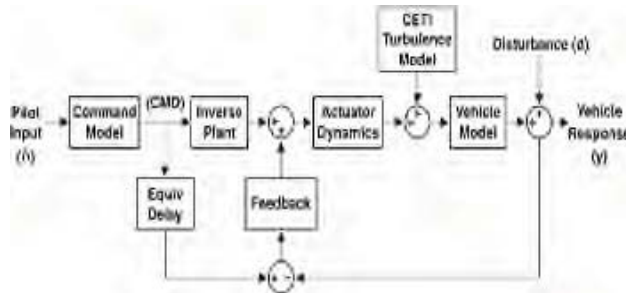 CETI
Turbulence
Model
Disturbance (d)
Pilot
Input
Command
Model
(CMD)
Inverse
Plant
Actuator
Dynamics
Vehicle
Model
Vehicle
Response
(y)
Equiv
Delay
Feedback